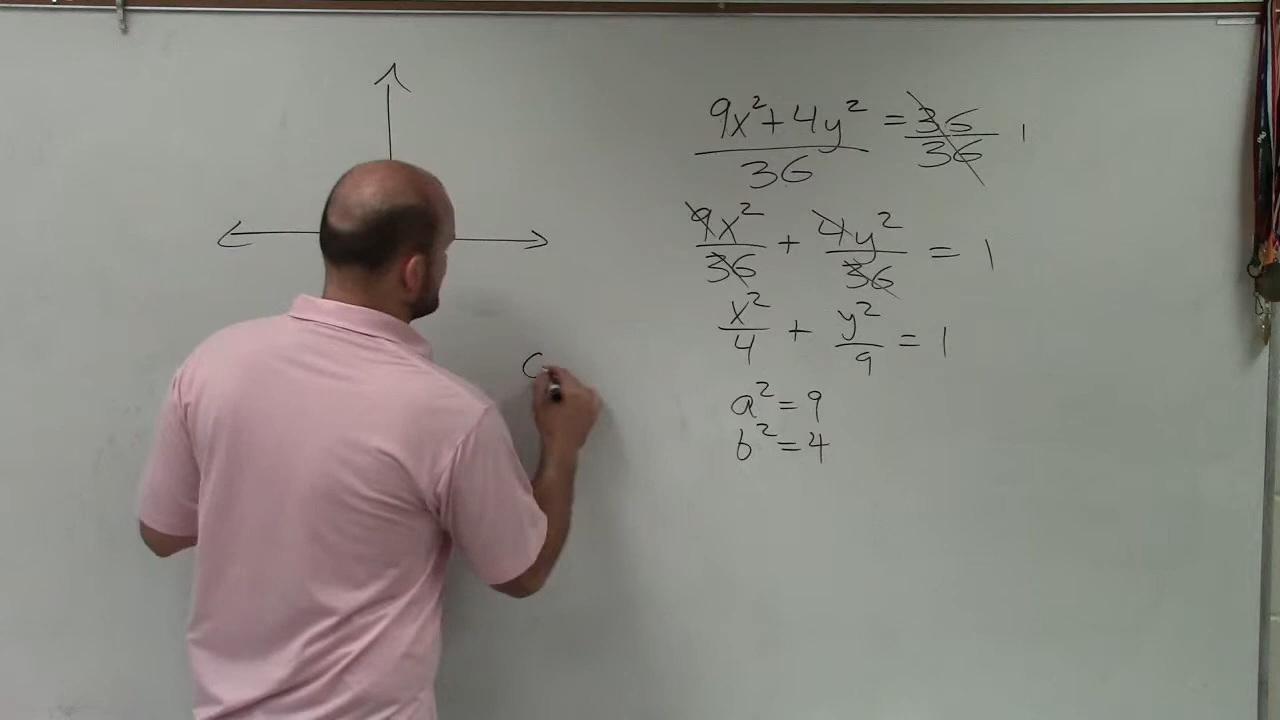 9x²+4y² / 36 = 36 / 36 1
9x² / 36 + 4y² / 36 = 1
x² / 4 + y² / 9 = 1
a² = 9
b² = 4
C